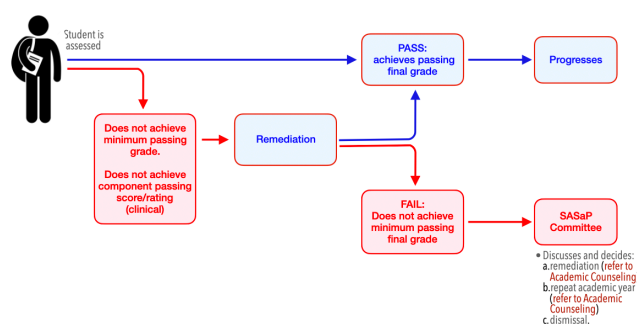 Student is
assessed
PASS:
achieves passing
final grade
Progresses
Does not achieve
minimum passing
grade.
Does not achieve
component passing
score/rating
(clinical)
Remediation
FAIL:
Does not achieve
minimum passing
final grade
SASaP
Committee
• Discusses and decides:
a.remediation (refer to
Academic Counseling
b.repeat academic year
(refer to Academic
Counseling)
c.dismissal.